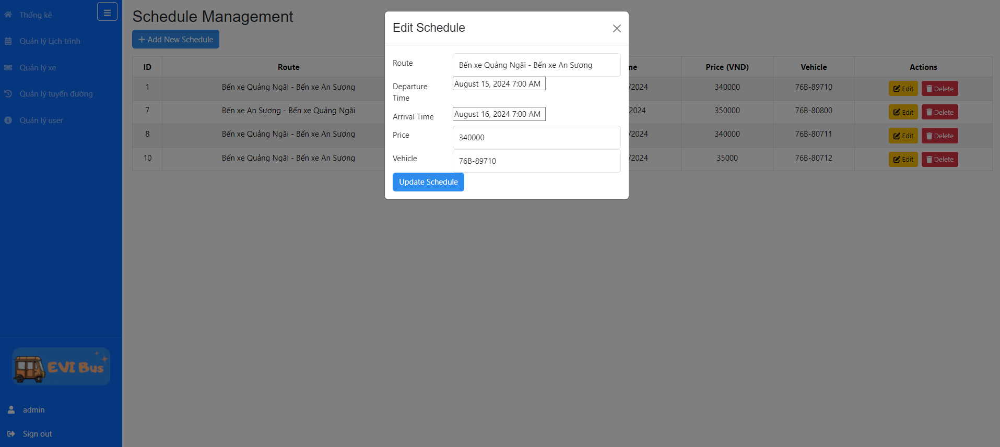 Thống kê
Quản lý Lịch trình
Quản lý xe
Quản lý tuyến đường
Quản lý user
EVI Bus
admin
Sign out
Schedule Management
+ Add New Schedule
ID Route me Price (VND) Vehicle Actions
1 Bến xe Quảng Ngãi - Bến xe An Sương /2024 340000 76B-89710 Edit Delete
7 Bến xe An Sương - Bến xe Quảng Ngãi 2024 350000 76B-80800 Edit Delete
8 Bến xe Quảng Ngãi - Bến xe An Sương /2024 340000 76B-80711 Edit Delete
10 Bến xe Quảng Ngãi - Bến xe An Sương /2024 35000 76B-80712 Edit Delete
Edit Schedule
Route Bến xe Quảng Ngãi - Bến xe An Sương
Departure August 15, 2024 7:00 AM
Time
Arrival Time August 16, 2024 7:00 AM
Price 340000
Vehicle 76B-89710
Update Schedule